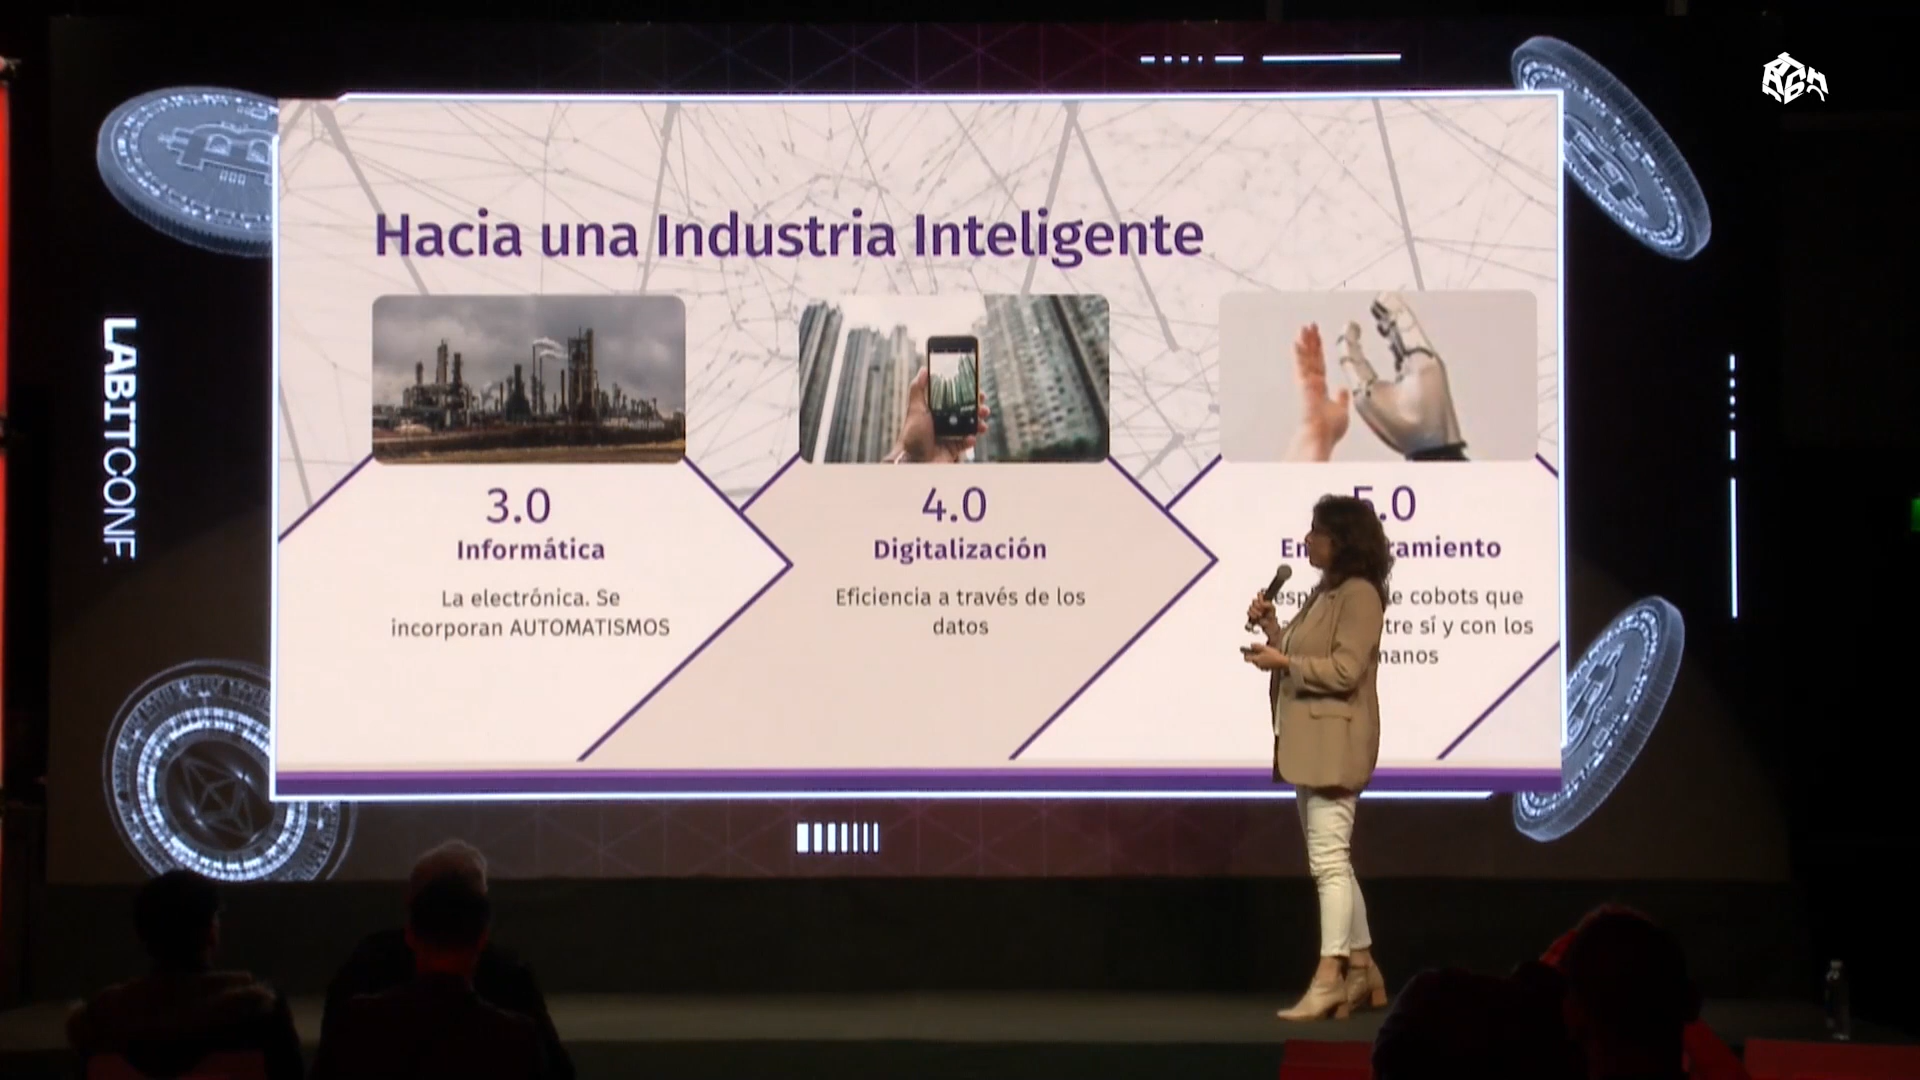 LABITCONF
Hacia una Industria Inteligente
3.0
Informática
La electrónica. Se
incorporan AUTOMATISMOS
4.0
Digitalización
Eficiencia a través de los
datos
.0
cobots que
sí y con los